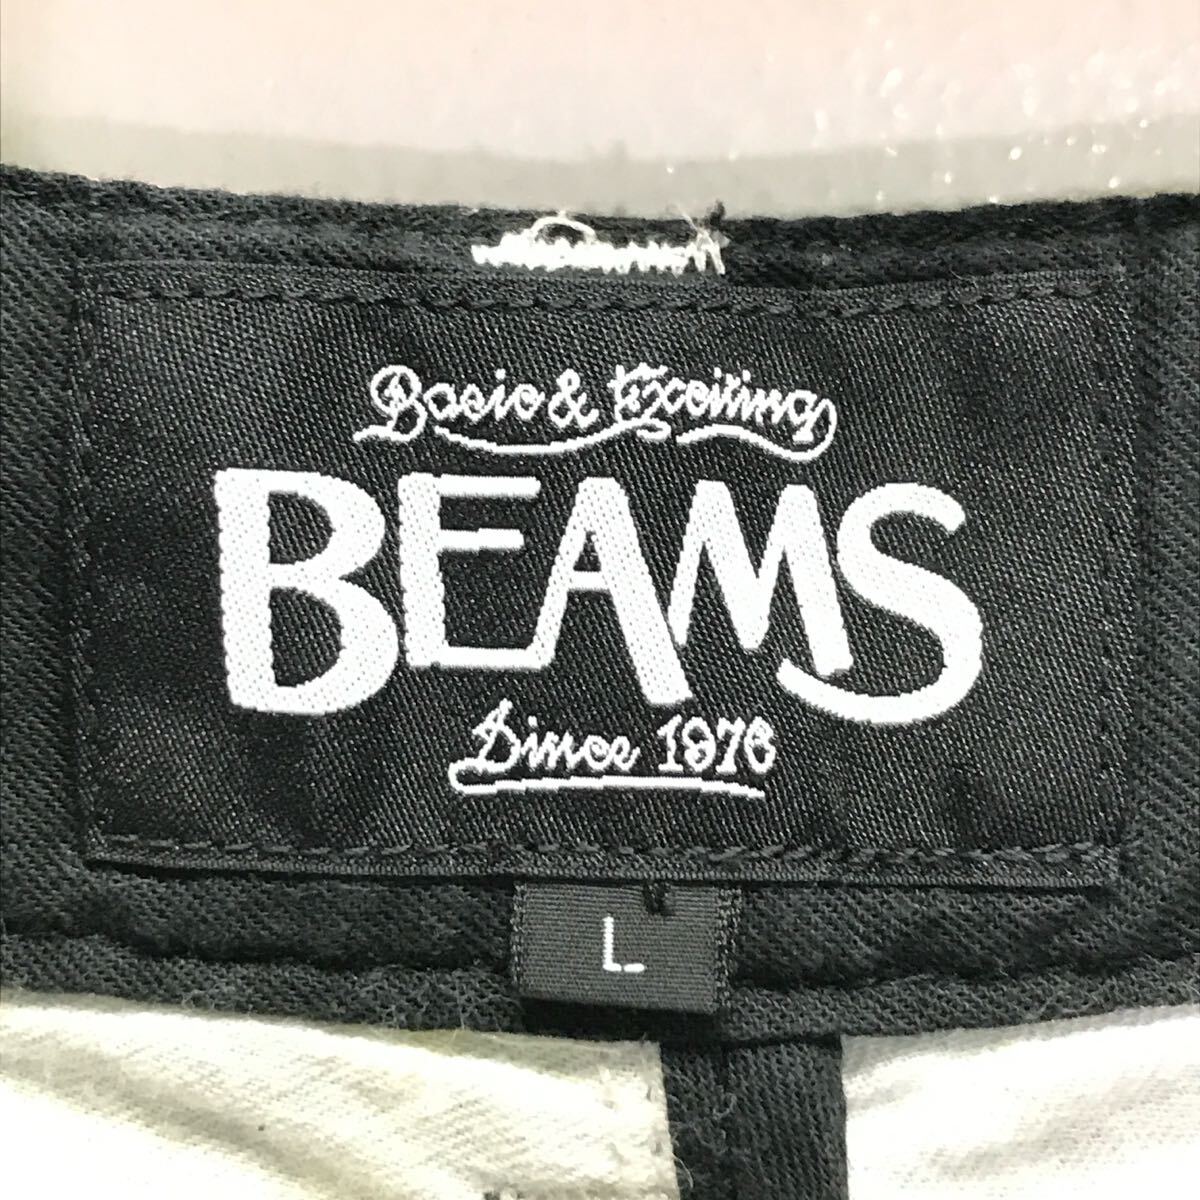 Basic & Exciting
BEAMS
Since 1976
L